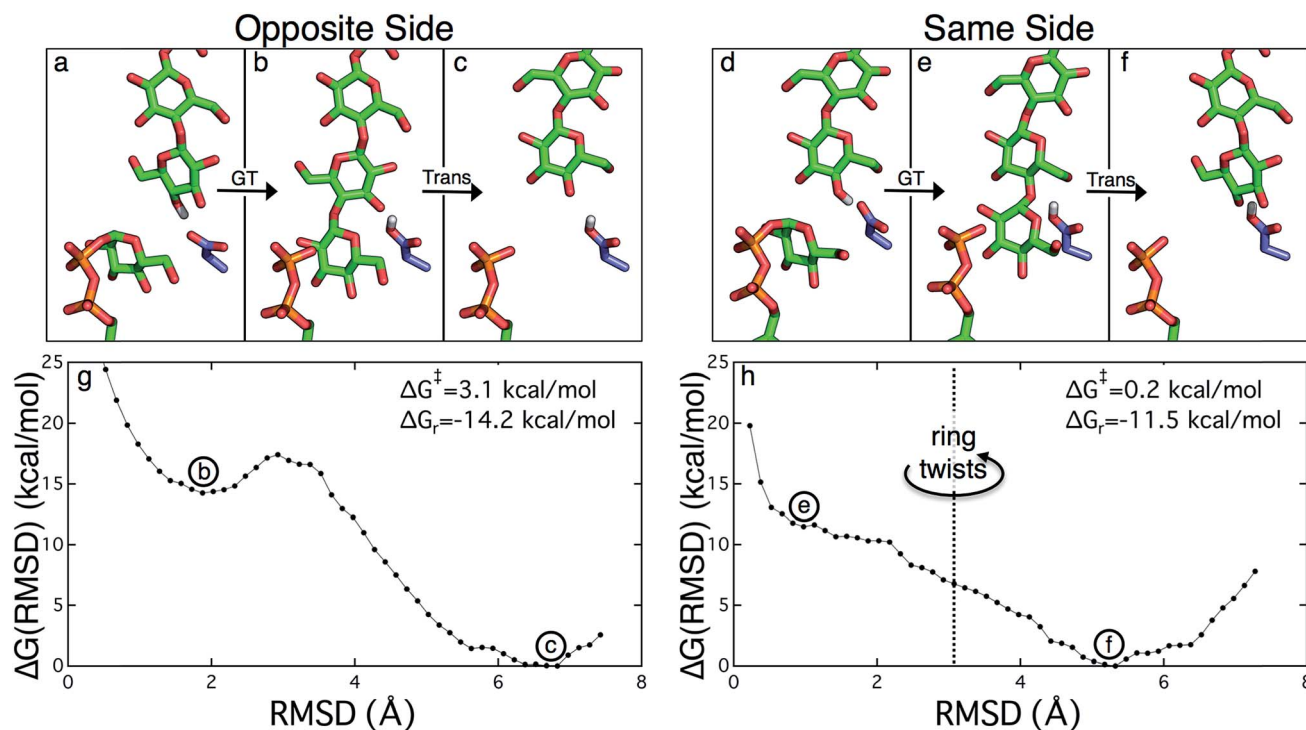 Opposite Side
Same Side
a
b
c
GT
Trans
d
e
f
GT
Trans
g
ΔG‡=3.1 kcal/mol
ΔGr=-14.2 kcal/mol
b
c
25
20
15
10
5
0
ΔG(RMSD) (kcal/mol)
0
2
4
6
8
RMSD (Å)
h
ΔG‡=0.2 kcal/mol
ΔGr=-11.5 kcal/mol
ring
twists
e
f
25
20
15
10
5
0
ΔG(RMSD) (kcal/mol)
0
2
4
6
8
RMSD (Å)